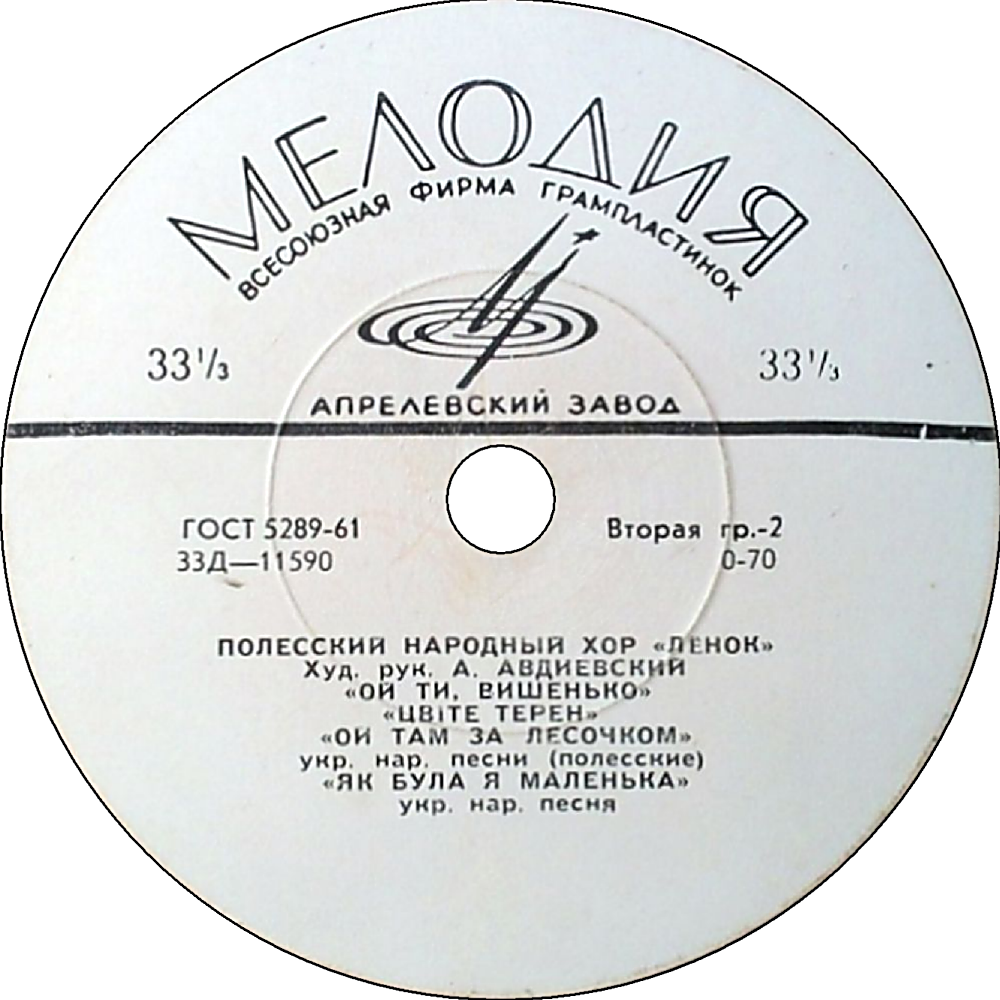 МЕЛОДИЯ
ВСЕСОЮЗНАЯ ФИРМА ГРАМПЛАСТИНОК
33⅓ 33⅓
АПРЕЛЕВСКИЙ ЗАВОД
ГОСТ 5289-61 Вторая гр.-2
33Д—11590 0-70
ПОЛЕССКИЙ НАРОДНЫЙ ХОР «ЛЕНОК»
Худ. рук. А. АВДИЕВСКИЙ
«ОЙ ТИ, ВИШЕНЬКО»
«ЦВІТЕ ТЕРЕН»
«ОЙ ТАМ ЗА ЛЕСОЧКОМ»
укр. нар. песни (полесские)
«ЯК БУЛА Я МАЛЕНЬКА»
укр. нар. песня